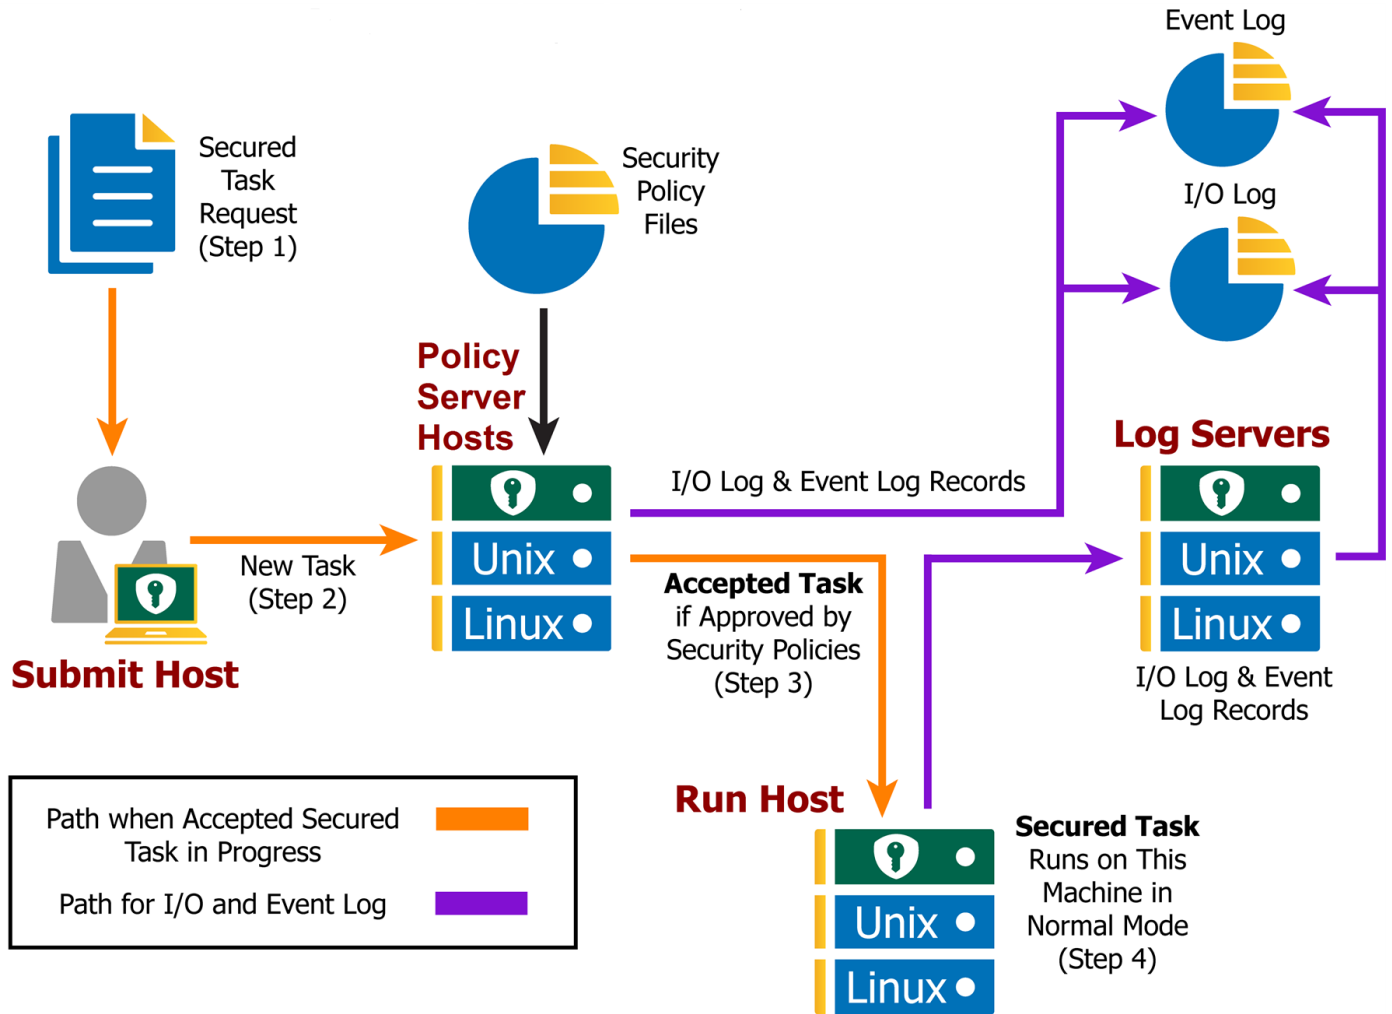 Event Log
Secured
Task
Request
(Step 1)
Security
Policy
Files
I/O Log
Policy
Server
Hosts
Log Servers
I/O Log & Event Log Records
Unix
Linux
New Task
(Step 2)
Submit Host
Accepted Task
if Approved by
Security Policies
(Step 3)
Unix
Linux
I/O Log & Event
Log Records
Run Host
Unix
Linux
Secured Task
Runs on This
Machine in
Normal Mode
(Step 4)
Path when Accepted Secured
Task in Progress
Path for I/O and Event Log